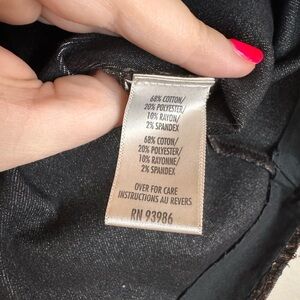 68% COTTON/
20% POLYESTER/
10% RAYON/
2% SPANDEX
68% COTON/
20% POLYESTER/
10% RAYONNE/
2% SPANDEX
OVER FOR CARE
INSTRUCTIONS AU REVERS
RN 93986